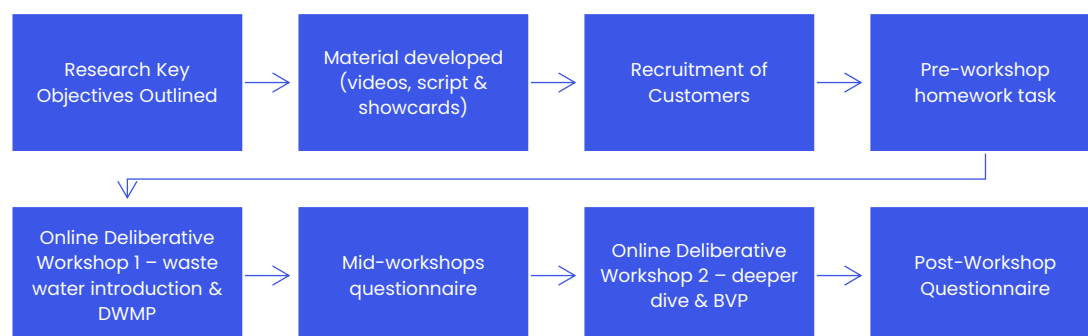 Research Key
Objectives Outlined
Material developed
(videos, script &
showcards)
Recruitment of
Customers
Pre-workshop
homework task
Online Deliberative
Workshop 1 – waste
water introduction &
DWMP
Mid-workshops
questionnaire
Online Deliberative
Workshop 2 – deeper
dive & BVP
Post-Workshop
Questionnaire